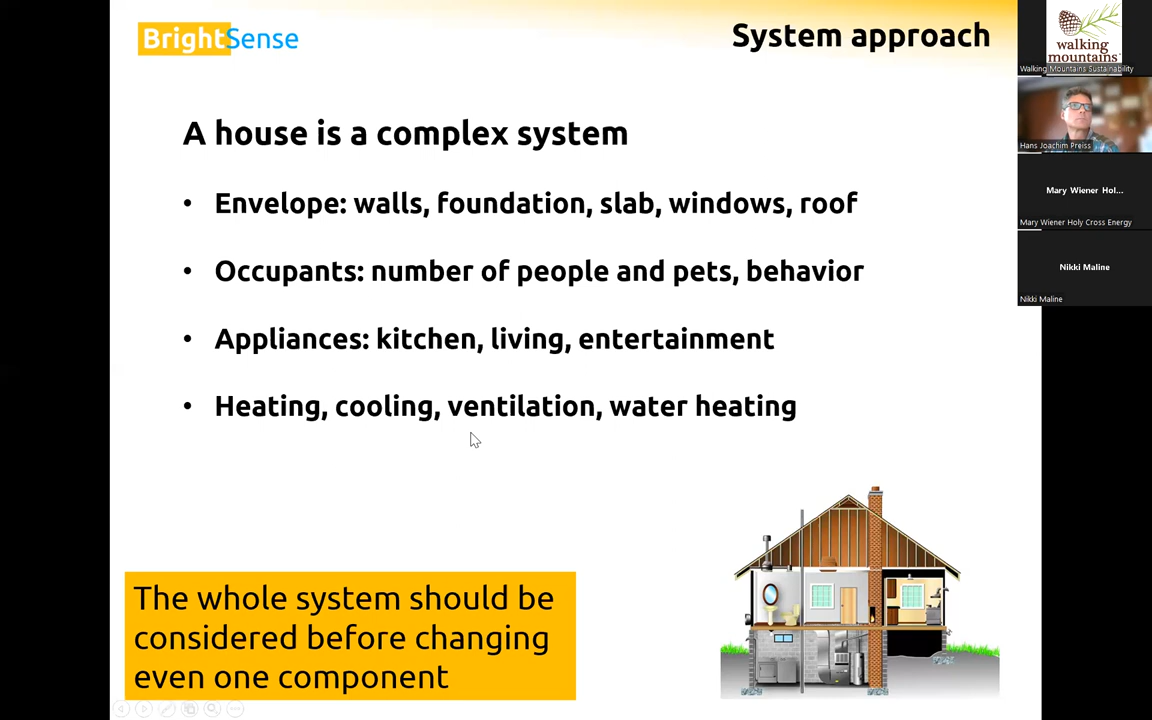 BrightSense
System approach
A house is a complex system
• Envelope: walls, foundation, slab, windows, roof
• Occupants: number of people and pets, behavior
• Appliances: kitchen, living, entertainment
• Heating, cooling, ventilation, water heating
The whole system should be
considered before changing
even one component
walking
mountains
Walking Mountains Sustainability
Hans Joachim Preiss
Mary Wiener Hol...
Mary Wiener Holy Cross Energy
Nikki Maline
Nikki Maline